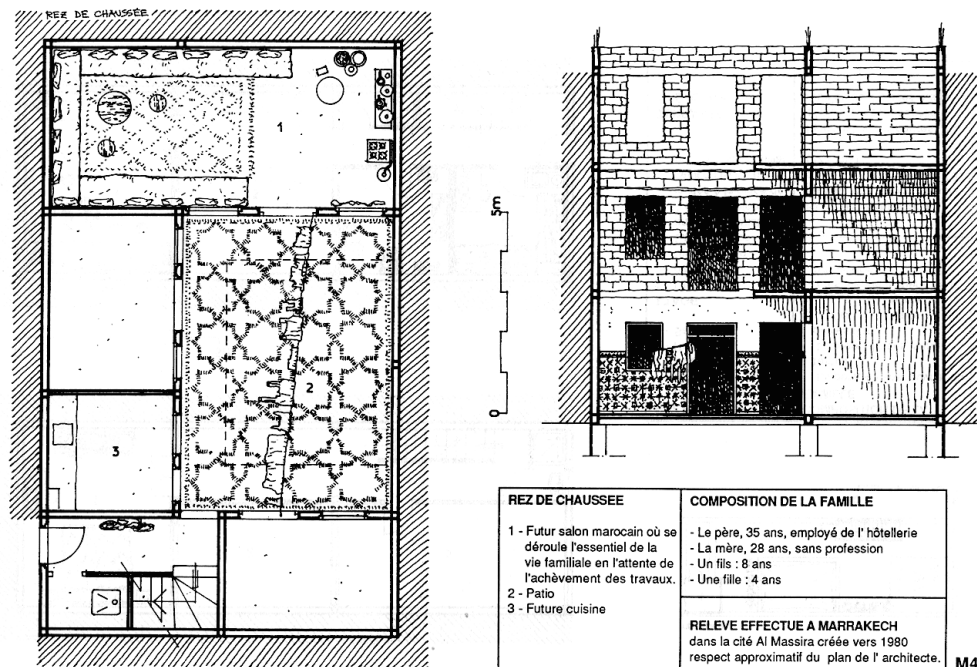 REZ DE CHAUSSÉE
1
2
3
5m
0
REZ DE CHAUSSEE
1 - Futur salon marocain où se
déroule l'essentiel de la
vie familiale en l'attente de
l'achèvement des travaux.
2 - Patio
3 - Future cuisine
COMPOSITION DE LA FAMILLE
- Le père, 35 ans, employé de l' hôtellerie
- La mère, 28 ans, sans profession
- Un fils : 8 ans
- Une fille : 4 ans
RELEVE EFFECTUE A MARRAKECH
dans la cité Al Massira créée vers 1980
respect approximatif du plan de l' architecte.